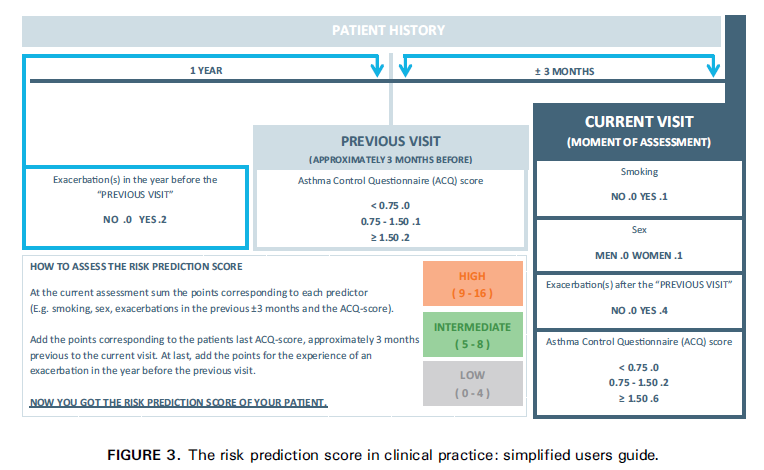 PATIENT HISTORY
1 YEAR
± 3 MONTHS
CURRENT VISIT
(MOMENT OF ASSESSMENT)
PREVIOUS VISIT
(APPROXIMATELY 3 MONTHS BEFORE)
Exacerbation(s) in the year before the
“PREVIOUS VISIT”
NO .0 YES .2
Asthma Control Questionnaire (ACQ) score
< 0.75 .0
0.75 - 1.50 .1
≥ 1.50 .2
Smoking
NO .0 YES .1
Sex
MEN .0 WOMEN .1
Exacerbation(s) after the “PREVIOUS VISIT”
NO .0 YES .4
Asthma Control Questionnaire (ACQ) score
< 0.75 .0
0.75 - 1.50 .2
≥ 1.50 .6
HOW TO ASSESS THE RISK PREDICTION SCORE
At the current assessment sum the points corresponding to each predictor
(E.g. smoking, sex, exacerbations in the previous ±3 months and the ACQ-score).
Add the points corresponding to the patients last ACQ-score, approximately 3 months
previous to the current visit. At last, add the points for the experience of an
exacerbation in the year before the previous visit.
NOW YOU GOT THE RISK PREDICTION SCORE OF YOUR PATIENT.
HIGH
( 9 - 16 )
INTERMEDIATE
( 5 - 8 )
LOW
( 0 - 4 )
FIGURE 3. The risk prediction score in clinical practice: simplified users guide.